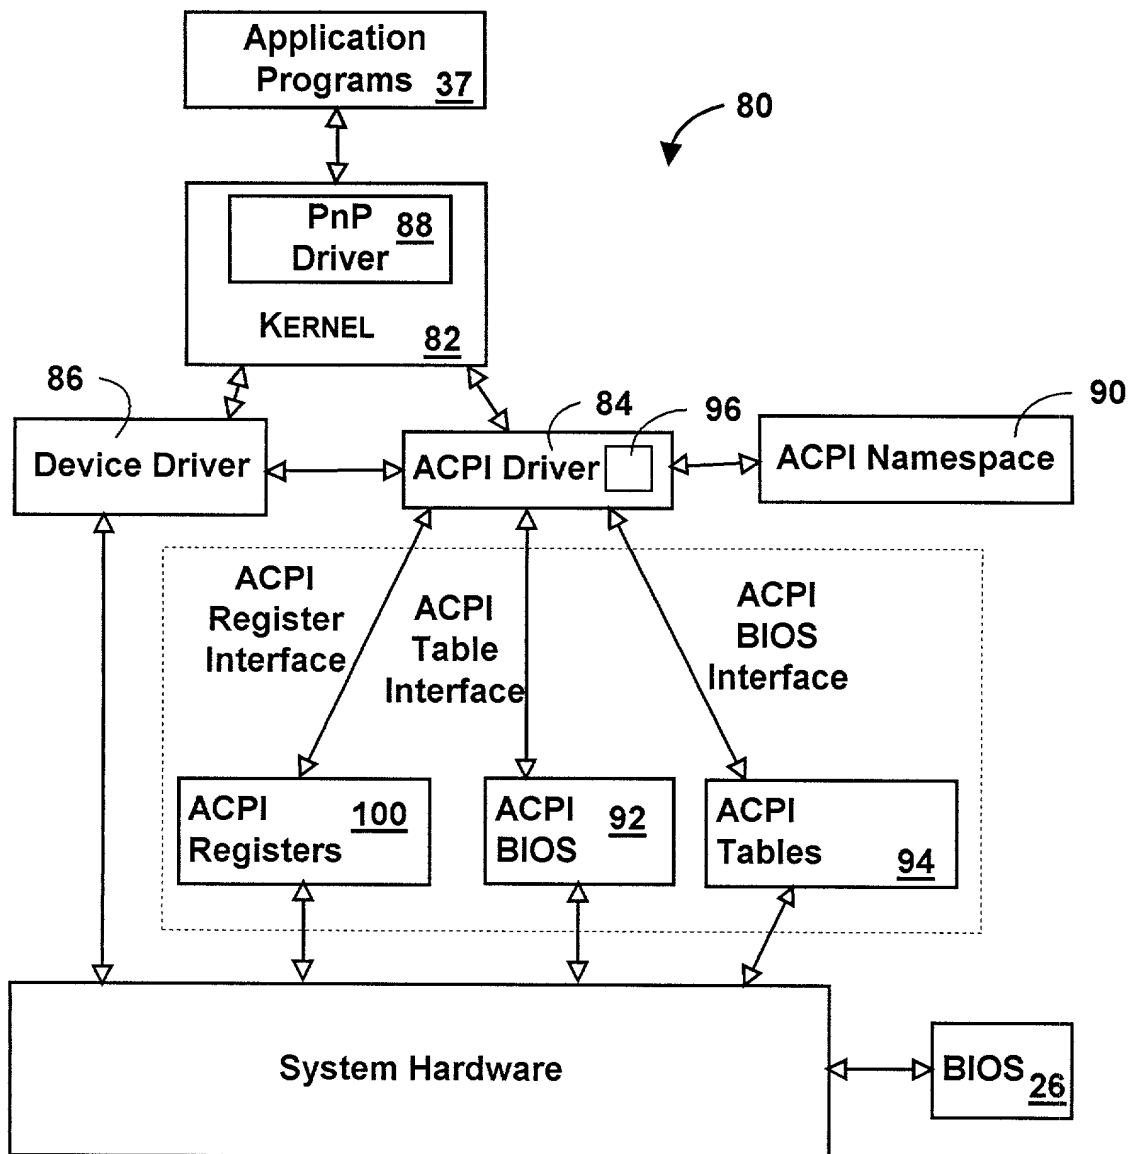 Application
Programs 37
80
PnP 88
Driver
KERNEL 82
86
84
96
90
Device Driver
ACPI Driver
ACPI Namespace
ACPI
Register
Interface
ACPI
Table
Interface
ACPI
BIOS
Interface
ACPI 100
Registers
ACPI 92
BIOS
ACPI
Tables 94
System Hardware
BIOS 26